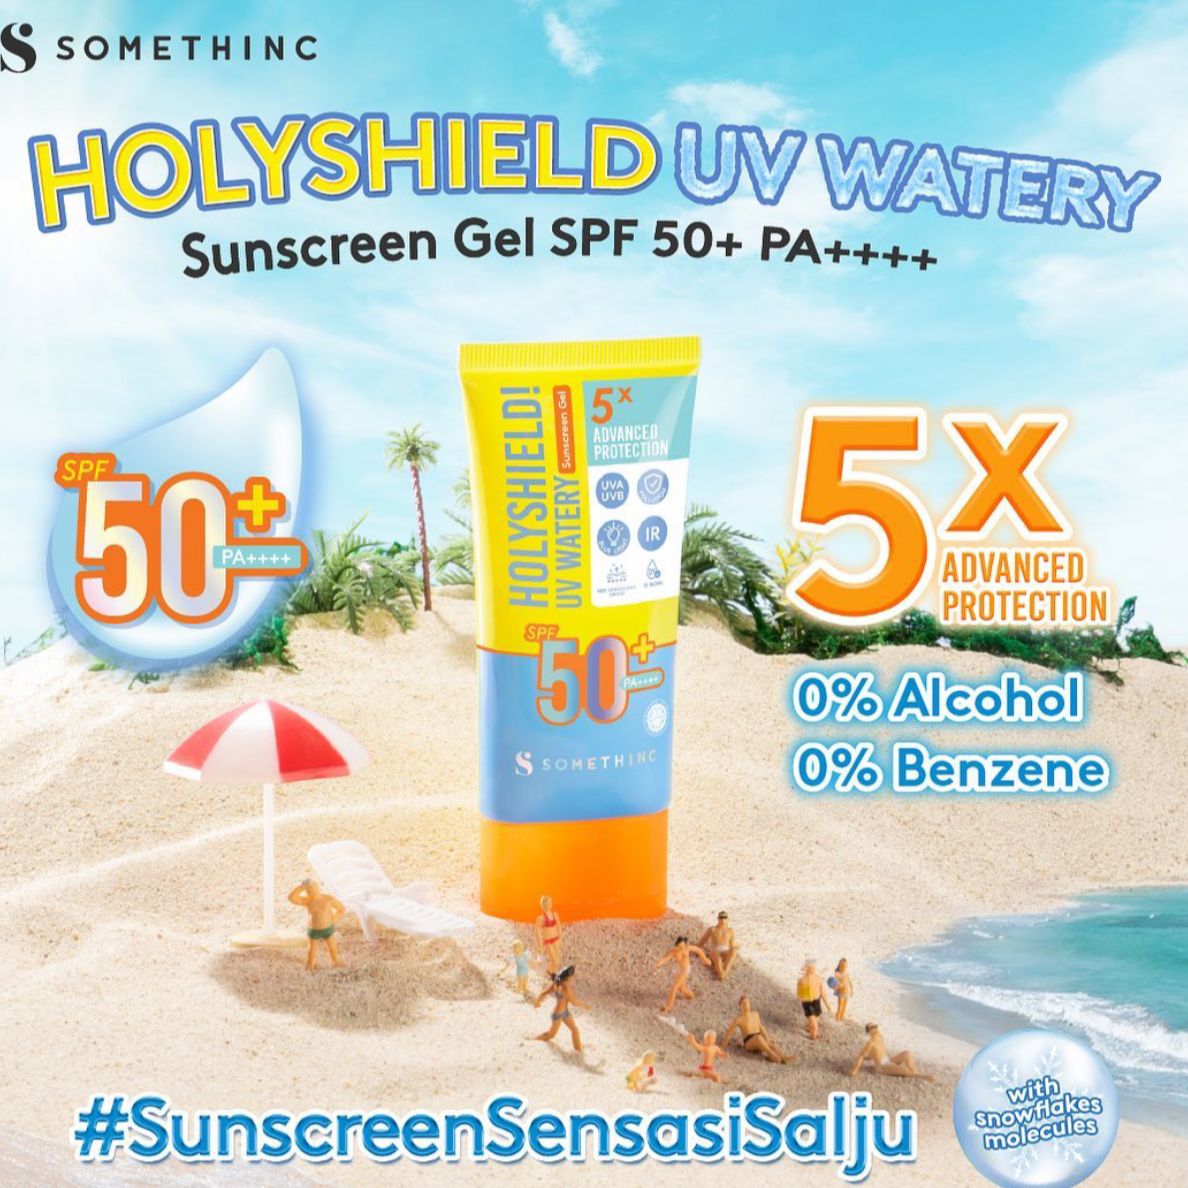 SOMETHINC
HOLYSHIELD UV WATERY
Sunscreen Gel SPF 50+ PA++++
SPF
50+
PA++++
HOLYSHIELD!
UV WATERY
Sunscreen Gel
5x
ADVANCED
PROTECTION
UVA
UVB
BLUE LIGHT
IR
SPF
50+
PA++++
SOMETHINC
5x
ADVANCED
PROTECTION
0% Alcohol
0% Benzene
#SunscreenSensasiSalju
with
snowflakes
molecules